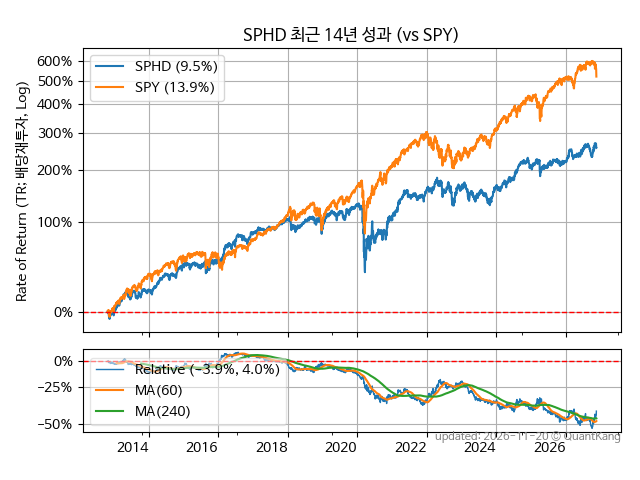 SPHD 최근 14년 성과 (vs SPY)
Rate of Return (TR: 배당재투자, Log)
600%
500%
400%
300%
200%
100%
0%
SPHD (9.5%)
SPY (13.9%)
0%
−25%
−50%
Relative (−3.9%, 4.0%)
MA(60)
MA(240)
2014 2016 2018 2020 2022 2024 2026
updated: 2026-11-20 © QuantKang